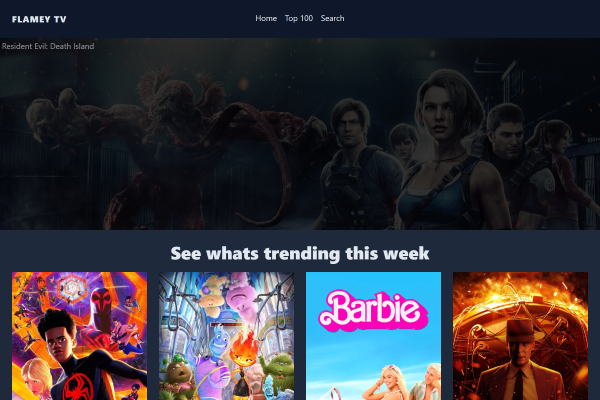 FLAMEY TV
Home Top 100 Search
Resident Evil: Death Island
See whats trending this week
Barbie